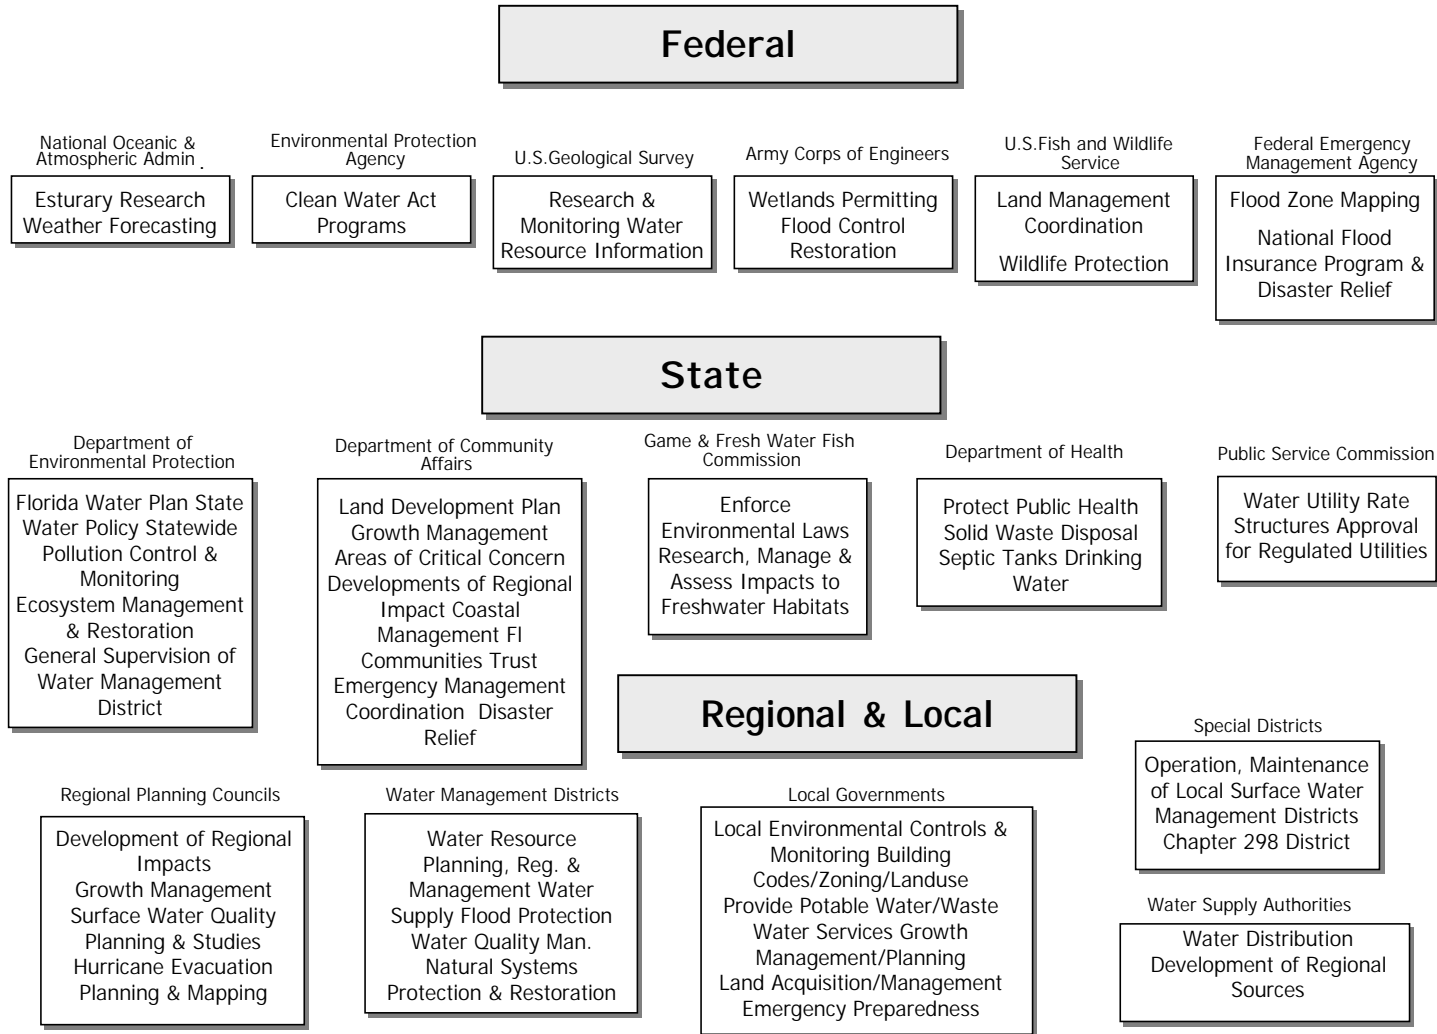 Federal
National Oceanic &
Atmospheric Admin .
Esturary Research
Weather Forecasting
Environmental Protection
Agency
Clean Water Act
Programs
U.S.Geological Survey
Research &
Monitoring Water
Resource Information
Army Corps of Engineers
Wetlands Permitting
Flood Control
Restoration
U.S.Fish and Wildlife
Service
Land Management
Coordination
Wildlife Protection
Federal Emergency
Management Agency
Flood Zone Mapping
National Flood
Insurance Program &
Disaster Relief
State
Department of
Environmental Protection
Florida Water Plan State
Water Policy Statewide
Pollution Control &
Monitoring
Ecosystem Management
& Restoration
General Supervision of
Water Management
District
Department of Community
Affairs
Land Development Plan
Growth Management
Areas of Critical Concern
Developments of Regional
Impact Coastal
Management Fl
Communities Trust
Emergency Management
Coordination Disaster
Relief
Game & Fresh Water Fish
Commission
Enforce
Environmental Laws
Research, Manage &
Assess Impacts to
Freshwater Habitats
Department of Health
Protect Public Health
Solid Waste Disposal
Septic Tanks Drinking
Water
Public Service Commission
Water Utility Rate
Structures Approval
for Regulated Utilities
Regional & Local
Regional Planning Councils
Development of Regional
Impacts
Growth Management
Surface Water Quality
Planning & Studies
Hurricane Evacuation
Planning & Mapping
Water Management Districts
Water Resource
Planning, Reg. &
Management Water
Supply Flood Protection
Water Quality Man.
Natural Systems
Protection & Restoration
Local Governments
Local Environmental Controls &
Monitoring Building
Codes/Zoning/Landuse
Provide Potable Water/Waste
Water Services Growth
Management/Planning
Land Acquisition/Management
Emergency Preparedness
Special Districts
Operation, Maintenance
of Local Surface Water
Management Districts
Chapter 298 District
Water Supply Authorities
Water Distribution
Development of Regional
Sources